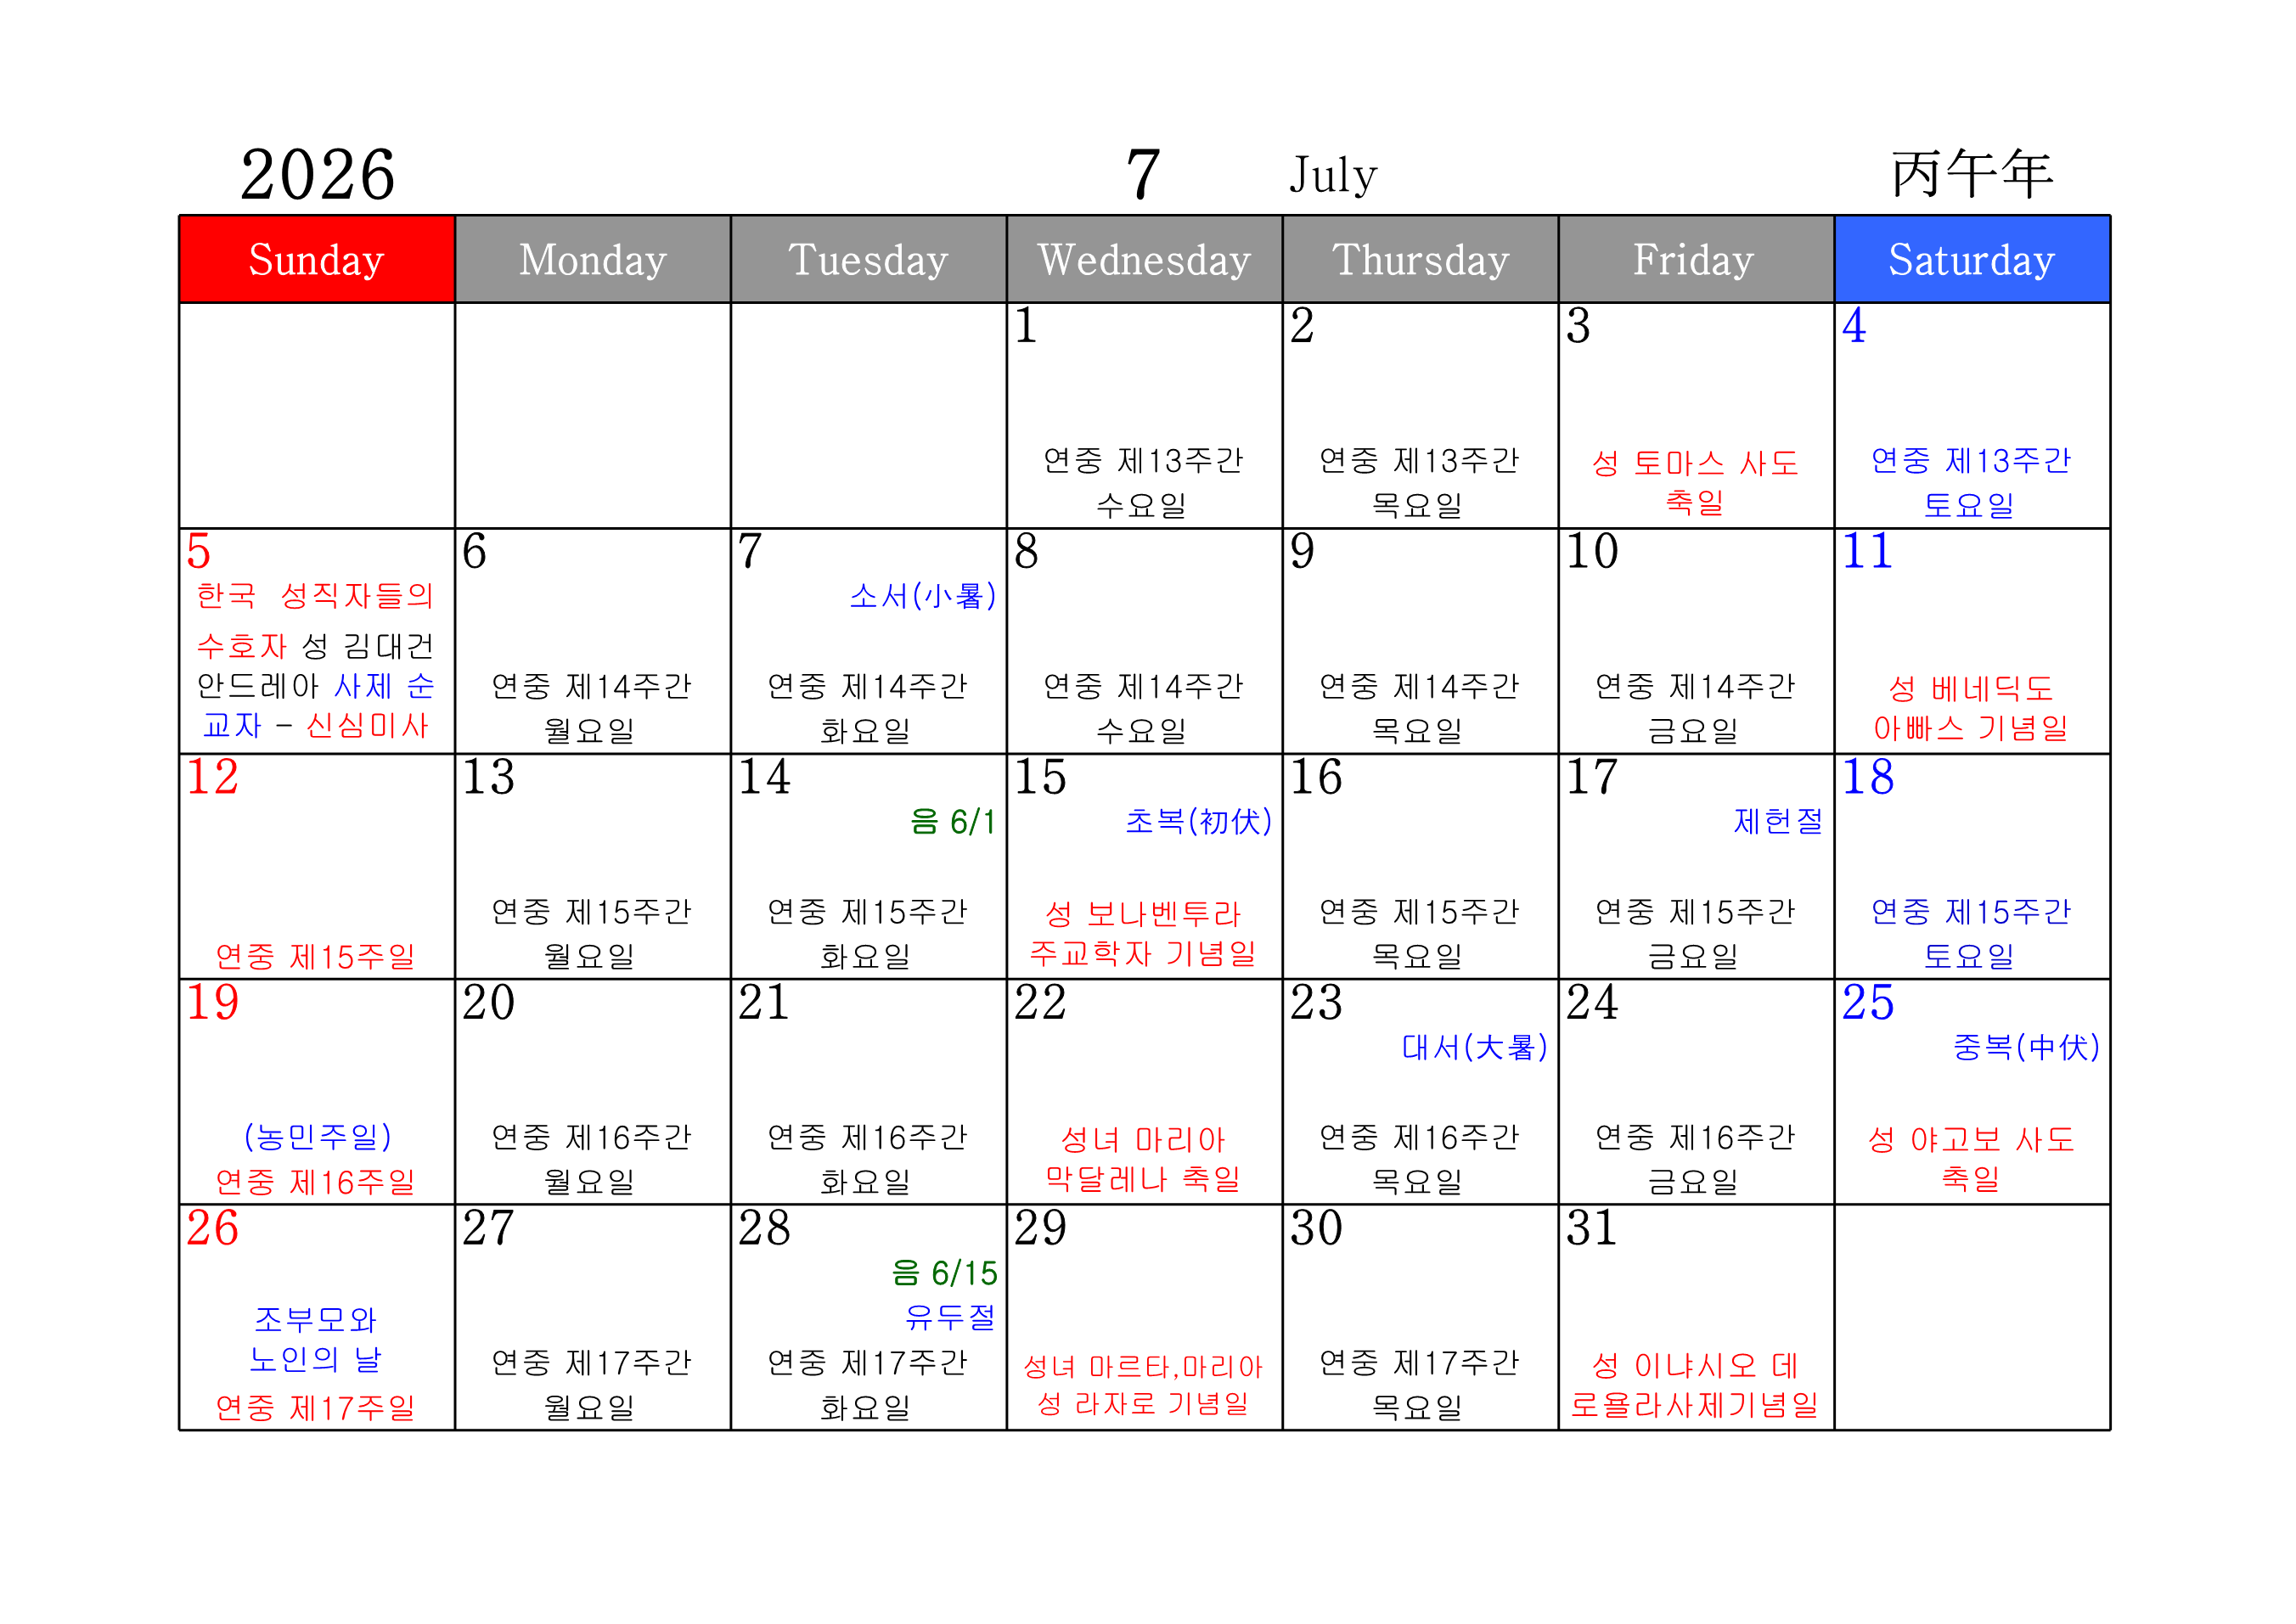 2026 7 July 丙午年
Sunday Monday Tuesday Wednesday Thursday Friday Saturday
1
연중 제13주간
수요일
2
연중 제13주간
목요일
3
성 토마스 사도
축일
4
연중 제13주간
토요일
5
한국 성직자들의
수호자 성 김대건
안드레아 사제 순
교자 - 신심미사
6
연중 제14주간
월요일
7
소서(小暑)
연중 제14주간
화요일
8
연중 제14주간
수요일
9
연중 제14주간
목요일
10
연중 제14주간
금요일
11
성 베네딕도
아빠스 기념일
12
연중 제15주일
13
연중 제15주간
월요일
14
음 6/1
연중 제15주간
화요일
15
초복(初伏)
성 보나벤투라
주교학자 기념일
16
연중 제15주간
목요일
17
제헌절
연중 제15주간
금요일
18
연중 제15주간
토요일
19
(농민주일)
연중 제16주일
20
연중 제16주간
월요일
21
연중 제16주간
화요일
22
성녀 마리아
막달레나 축일
23
대서(大暑)
연중 제16주간
목요일
24
연중 제16주간
금요일
25
중복(中伏)
성 야고보 사도
축일
26
조부모와
노인의 날
연중 제17주일
27
연중 제17주간
월요일
28
음 6/15
유두절
연중 제17주간
화요일
29
성녀 마르타,마리아
성 라자로 기념일
30
연중 제17주간
목요일
31
성 이냐시오 데
로욜라사제기념일